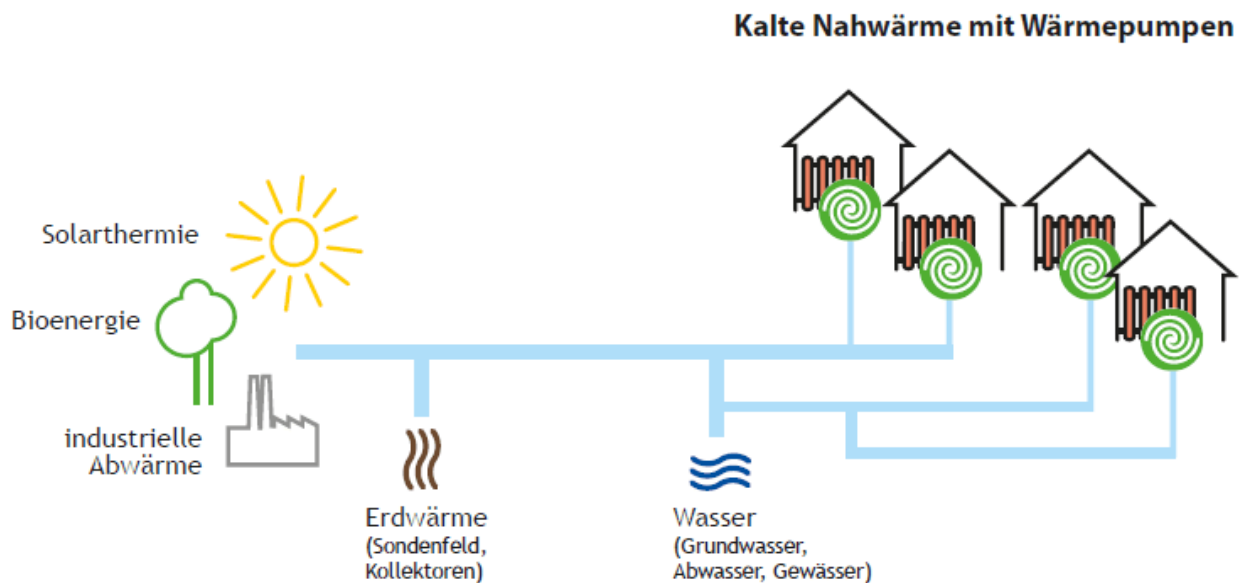 Kalte Nahwärme mit Wärmepumpen
Solarthermie
Bioenergie
industrielle
Abwärme
Erdwärme
(Sondenfeld,
Kollektoren)
Wasser
(Grundwasser,
Abwasser, Gewässer)